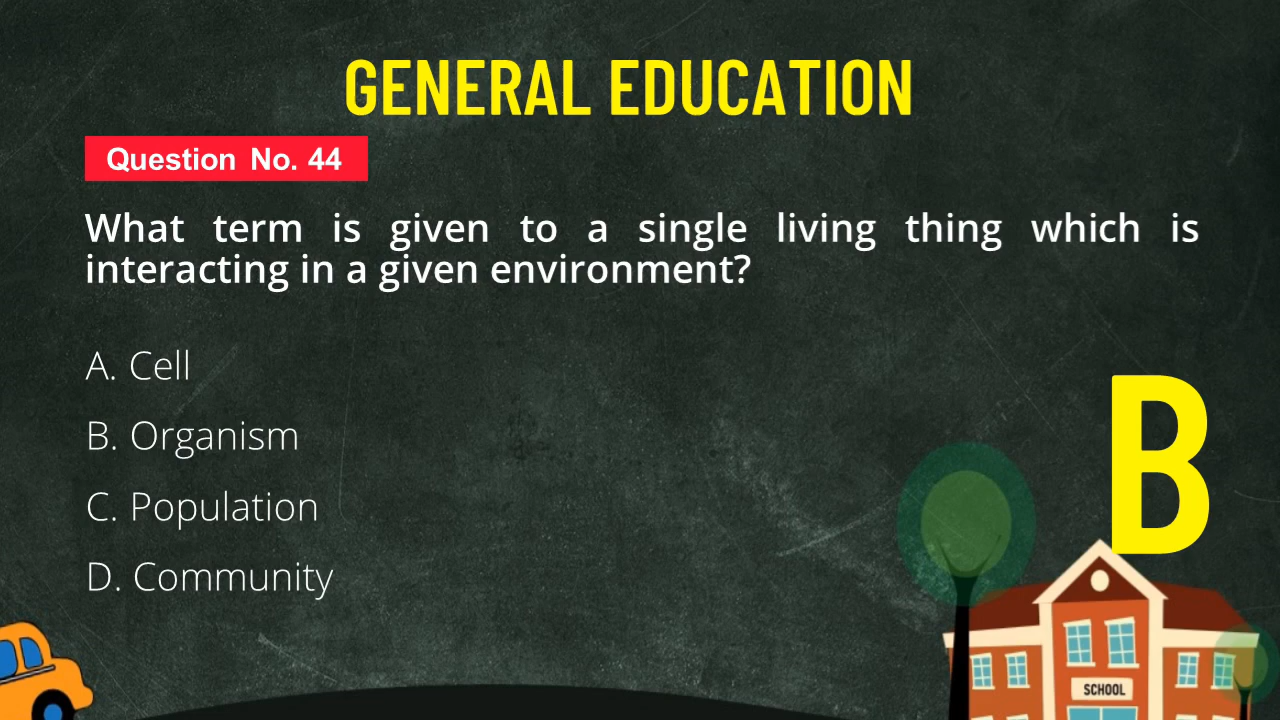 GENERAL EDUCATION
Question No. 44
What term is given to a single living thing which is
interacting in a given environment?
A. Cell
B. Organism
C. Population
D. Community
B
SCHOOL